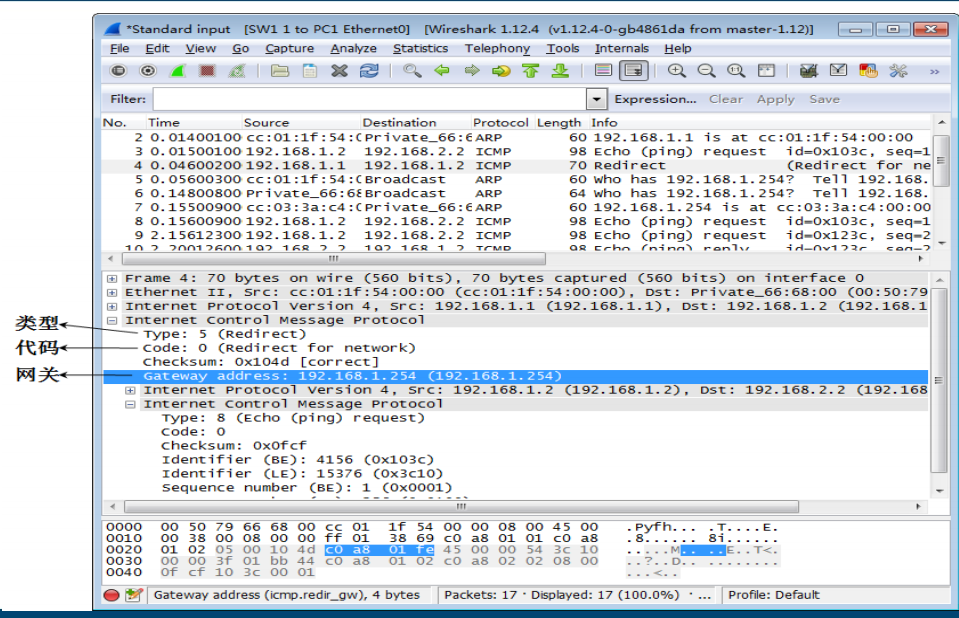 *Standard input [SW1 1 to PC1 Ethernet0] [Wireshark 1.12.4 (v1.12.4-0-gb4861da from master-1.12)]
File Edit View Go Capture Analyze Statistics Telephony Tools Internals Help
Filter: Expression... Clear Apply Save
No. Time Source Destination Protocol Length Info
2 0.01400100 cc:01:1f:54:( Private_66:6 ARP 60 192.168.1.1 is at cc:01:1f:54:00:00
3 0.01500100 192.168.1.2 192.168.2.2 ICMP 98 Echo (ping) request id=0x103c, seq=1
4 0.04600200 192.168.1.1 192.168.1.2 ICMP 70 Redirect (Redirect for ne
5 0.05600300 cc:01:1f:54:( Broadcast ARP 60 who has 192.168.1.254? Tell 192.168.
6 0.14800800 Private_66:68 Broadcast ARP 64 who has 192.168.1.254? Tell 192.168.
7 0.15500900 cc:03:3a:c4:( Private_66:6 ARP 60 192.168.1.254 is at cc:03:3a:c4:00:00
8 0.15600900 192.168.1.2 192.168.2.2 ICMP 98 Echo (ping) request id=0x103c, seq=1
9 2.15612300 192.168.1.2 192.168.2.2 ICMP 98 Echo (ping) request id=0x123c, seq=2
10 2.20012600 192.168.2.2 192.168.1.2 ICMP 98 Echo (ping) reply id=0x123c, seq=2
Frame 4: 70 bytes on wire (560 bits), 70 bytes captured (560 bits) on interface 0
Ethernet II, Src: cc:01:1f:54:00:00 (cc:01:1f:54:00:00), Dst: Private_66:68:00 (00:50:79
Internet Protocol Version 4, Src: 192.168.1.1 (192.168.1.1), Dst: 192.168.1.2 (192.168.1
Internet Control Message Protocol
类型 Type: 5 (Redirect)
代码 Code: 0 (Redirect for network)
Checksum: 0x104d [correct]
网关 Gateway address: 192.168.1.254 (192.168.1.254)
Internet Protocol Version 4, Src: 192.168.1.2 (192.168.1.2), Dst: 192.168.2.2 (192.168
Internet Control Message Protocol
Type: 8 (Echo (ping) request)
Code: 0
Checksum: 0x0fcf
Identifier (BE): 4156 (0x103c)
Identifier (LE): 15376 (0x3c10)
Sequence number (BE): 1 (0x0001)
0000 00 50 79 66 68 00 cc 01 1f 54 00 00 08 00 45 00 .Pyfh... .T....E.
0010 00 38 00 08 00 00 ff 01 38 69 c0 a8 01 01 c0 a8 .8...... 8i......
0020 01 02 05 00 10 4d c0 a8 01 fe 45 00 00 54 3c 10 .....M.. ..E..T<.
0030 00 00 3f 01 bb 44 c0 a8 01 02 c0 a8 02 02 08 00 ..?..D.. ........
0040 0f cf 10 3c 00 01 ...<..
Gateway address (icmp.redir_gw), 4 bytes Packets: 17 · Displayed: 17 (100.0%) · ... Profile: Default